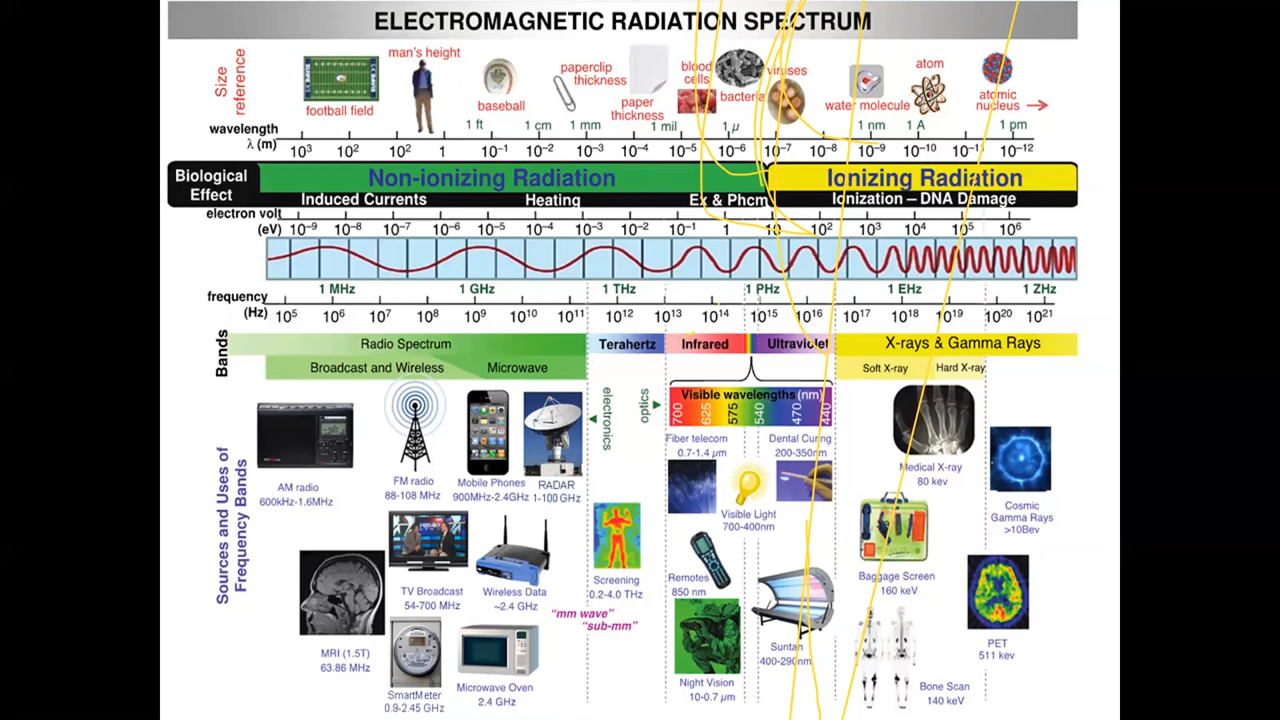 ELECTROMAGNETIC RADIATION SPECTRUM
Size reference
football field
man's height
baseball
paperclip thickness
paper thickness
blood cells
bacteria
viruses
water molecule
atom
atomic nucleus
wavelength λ (m)
1 ft 1 cm 1 mm 1 mil 1 µ 1 nm 1 A 1 pm
10³ 10² 10² 1 10⁻¹ 10⁻² 10⁻³ 10⁻⁴ 10⁻⁵ 10⁻⁶ 10⁻⁷ 10⁻⁸ 10⁻⁹ 10⁻¹⁰ 10⁻¹¹ 10⁻¹²
Biological Effect
Non-ionizing Radiation Ionizing Radiation
Induced Currents Heating Ex & Phcm Ionization – DNA Damage
electron volt (eV)
10⁻⁹ 10⁻⁸ 10⁻⁷ 10⁻⁶ 10⁻⁵ 10⁻⁴ 10⁻³ 10⁻² 10⁻¹ 1 10 10² 10³ 10⁴ 10⁵ 10⁶
frequency (Hz)
1 MHz 1 GHz 1 THz 1 PHz 1 EHz 1 ZHz
10⁵ 10⁶ 10⁷ 10⁸ 10⁹ 10¹⁰ 10¹¹ 10¹² 10¹³ 10¹⁴ 10¹⁵ 10¹⁶ 10¹⁷ 10¹⁸ 10¹⁹ 10²⁰ 10²¹
Bands
Radio Spectrum Terahertz Infrared Ultraviolet X-rays & Gamma Rays
Broadcast and Wireless Microwave Soft X-ray Hard X-ray
electronics
optics
Visible wavelengths (nm)
700 625 575 540 470 440
Sources and Uses of Frequency Bands
AM radio
600kHz-1.6MHz
FM radio
88-108 MHz
Mobile Phones
900MHz-2.4GHz
RADAR
1-100 GHz
Fiber telecom
0.7-1.4 µm
Dental Curing
200-350nm
Visible Light
700-400nm
Medical X-ray
80 kev
Cosmic
Gamma Rays
>10Bev
TV Broadcast
54-700 MHz
Wireless Data
~2.4 GHz
Screening
0.2-4.0 THz
"mm wave"
"sub-mm"
Remotes
850 nm
Baggage Screen
160 keV
MRI (1.5T)
63.86 MHz
SmartMeter
0.9-2.45 GHz
Microwave Oven
2.4 GHz
Night Vision
10-0.7 µm
Suntan
400-290nm
PET
511 kev
Bone Scan
140 keV